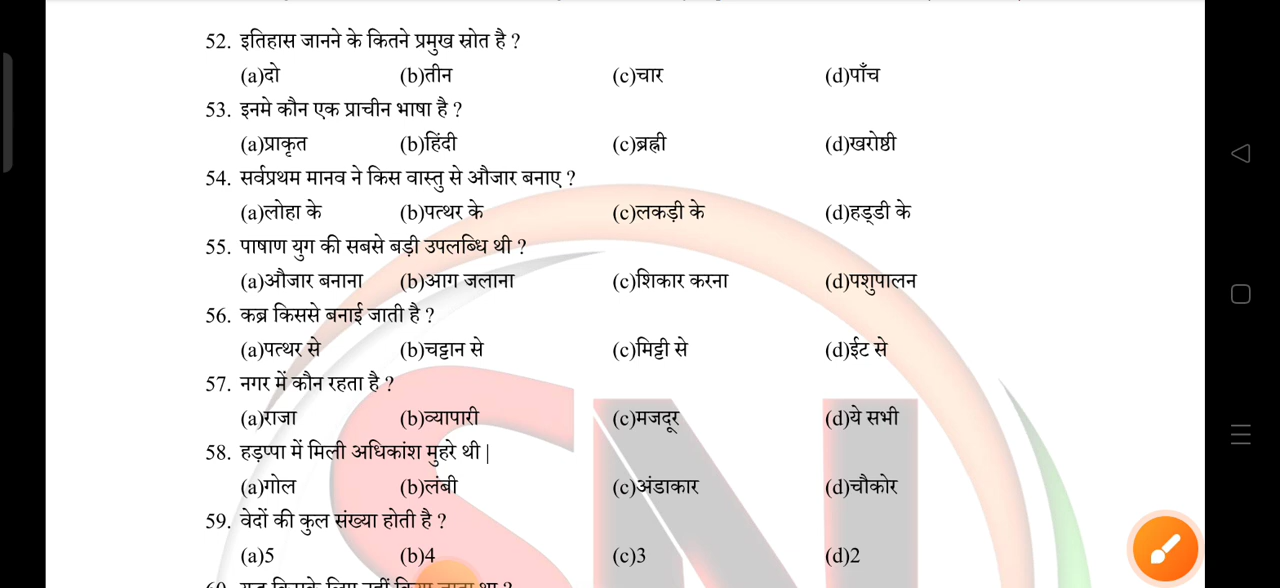 52. इतिहास जानने के कितने प्रमुख स्रोत है ?
(a)दो (b)तीन (c)चार (d)पाँच
53. इनमे कौन एक प्राचीन भाषा है ?
(a)प्राकृत (b)हिंदी (c)ब्रह्मी (d)खरोष्ठी
54. सर्वप्रथम मानव ने किस वास्तु से औजार बनाए ?
(a)लोहा के (b)पत्थर के (c)लकड़ी के (d)हड्डी के
55. पाषाण युग की सबसे बड़ी उपलब्धि थी ?
(a)औजार बनाना (b)आग जलाना (c)शिकार करना (d)पशुपालन
56. कब्र किससे बनाई जाती है ?
(a)पत्थर से (b)चट्टान से (c)मिट्टी से (d)ईट से
57. नगर में कौन रहता है ?
(a)राजा (b)व्यापारी (c)मजदूर (d)ये सभी
58. हड़प्पा में मिली अधिकांश मुहरे थी |
(a)गोल (b)लंबी (c)अंडाकार (d)चौकोर
59. वेदों की कुल संख्या होती है ?
(a)5 (b)4 (c)3 (d)2
SN